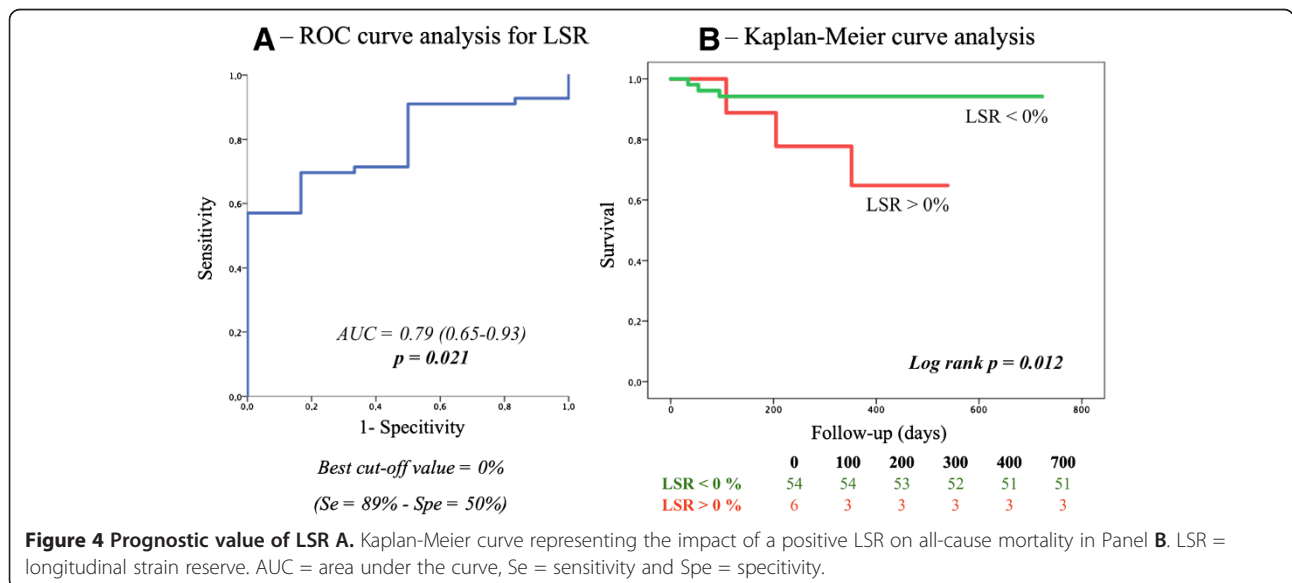 A – ROC curve analysis for LSR
1,0
0,8
0,6
0,4
0,2
0,0
Sensitivity
0,0 0,2 0,4 0,6 0,8 1,0
1- Specitivity
AUC = 0.79 (0.65-0.93)
p = 0.021
Best cut-off value = 0%
(Se = 89% - Spe = 50%)
B – Kaplan-Meier curve analysis
1,0
0,8
0,6
0,4
0,2
0,0
Survival
LSR < 0%
LSR > 0%
Log rank p = 0.012
0 200 400 600 800
Follow-up (days)
0 100 200 300 400 700
LSR < 0 % 54 54 53 52 51 51
LSR > 0 % 6 3 3 3 3 3
Figure 4 Prognostic value of LSR A. Kaplan-Meier curve representing the impact of a positive LSR on all-cause mortality in Panel B. LSR =
longitudinal strain reserve. AUC = area under the curve, Se = sensitivity and Spe = specitivity.